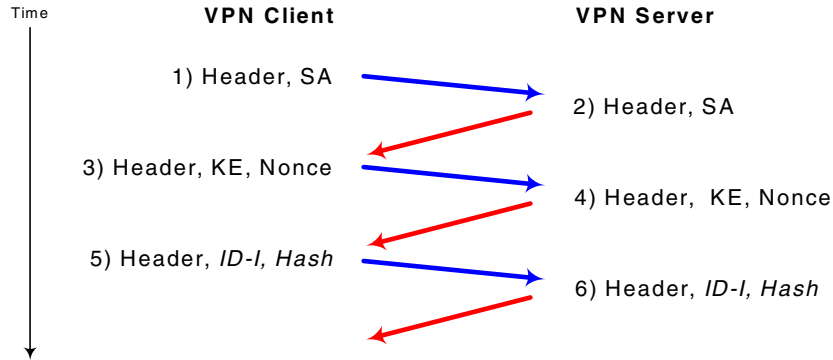 Time
VPN Client
VPN Server
1) Header, SA
2) Header, SA
3) Header, KE, Nonce
4) Header, KE, Nonce
5) Header, ID-I, Hash
6) Header, ID-I, Hash